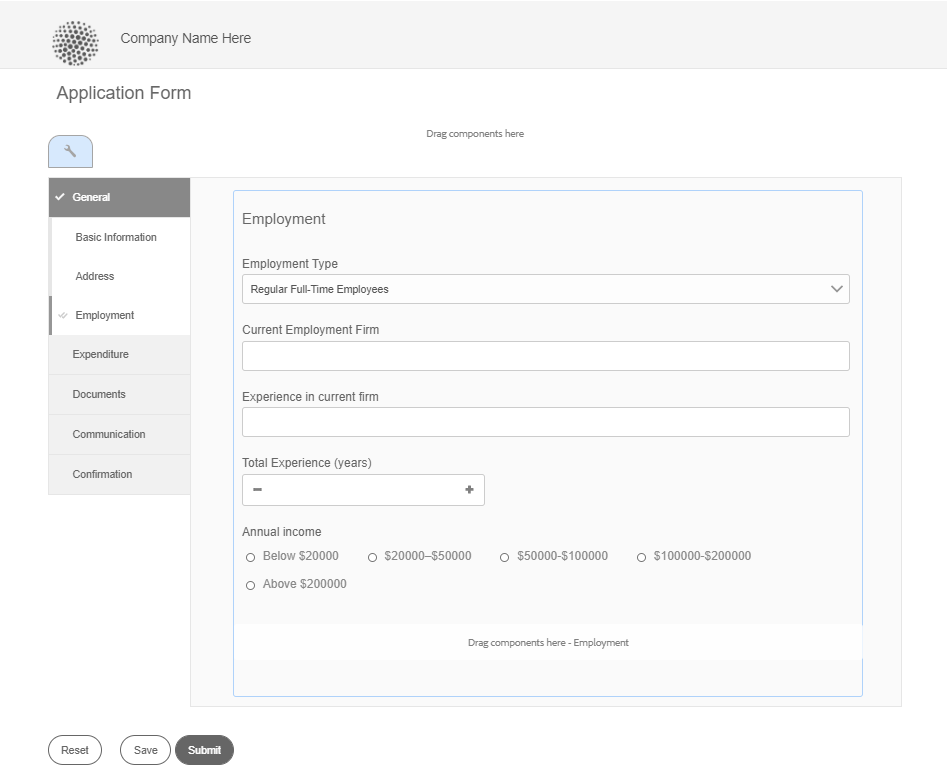 Company Name Here
Application Form
Drag components here
General
Basic Information
Address
Employment
Expenditure
Documents
Communication
Confirmation
Employment
Employment Type
Regular Full-Time Employees
Current Employment Firm
Experience in current firm
Total Experience (years)
Annual income
Below $20000 $20000–$50000 $50000-$100000 $100000-$200000
Above $200000
Drag components here - Employment
Reset Save Submit